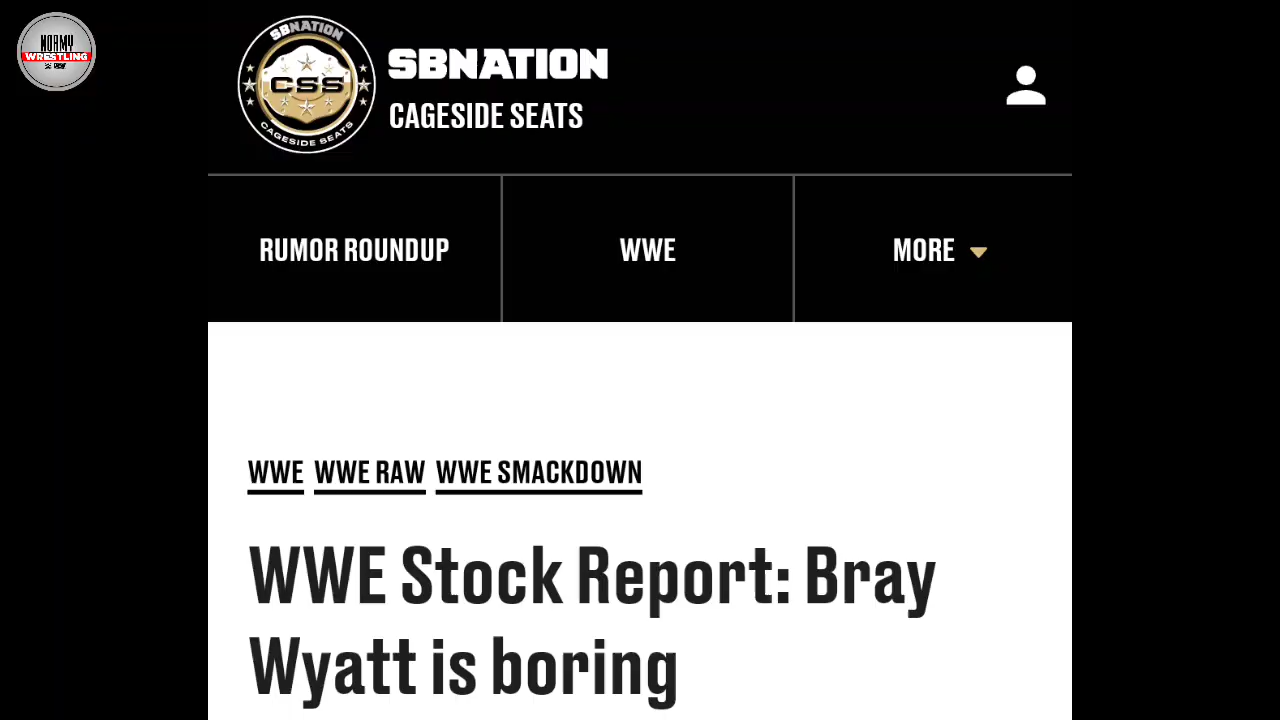 NORMY
WRESTLING
SBNATION
CSS
CAGESIDE SEATS
SBNATION
CAGESIDE SEATS
RUMOR ROUNDUP
WWE
MORE
WWE WWE RAW WWE SMACKDOWN
WWE Stock Report: Bray
Wyatt is boring